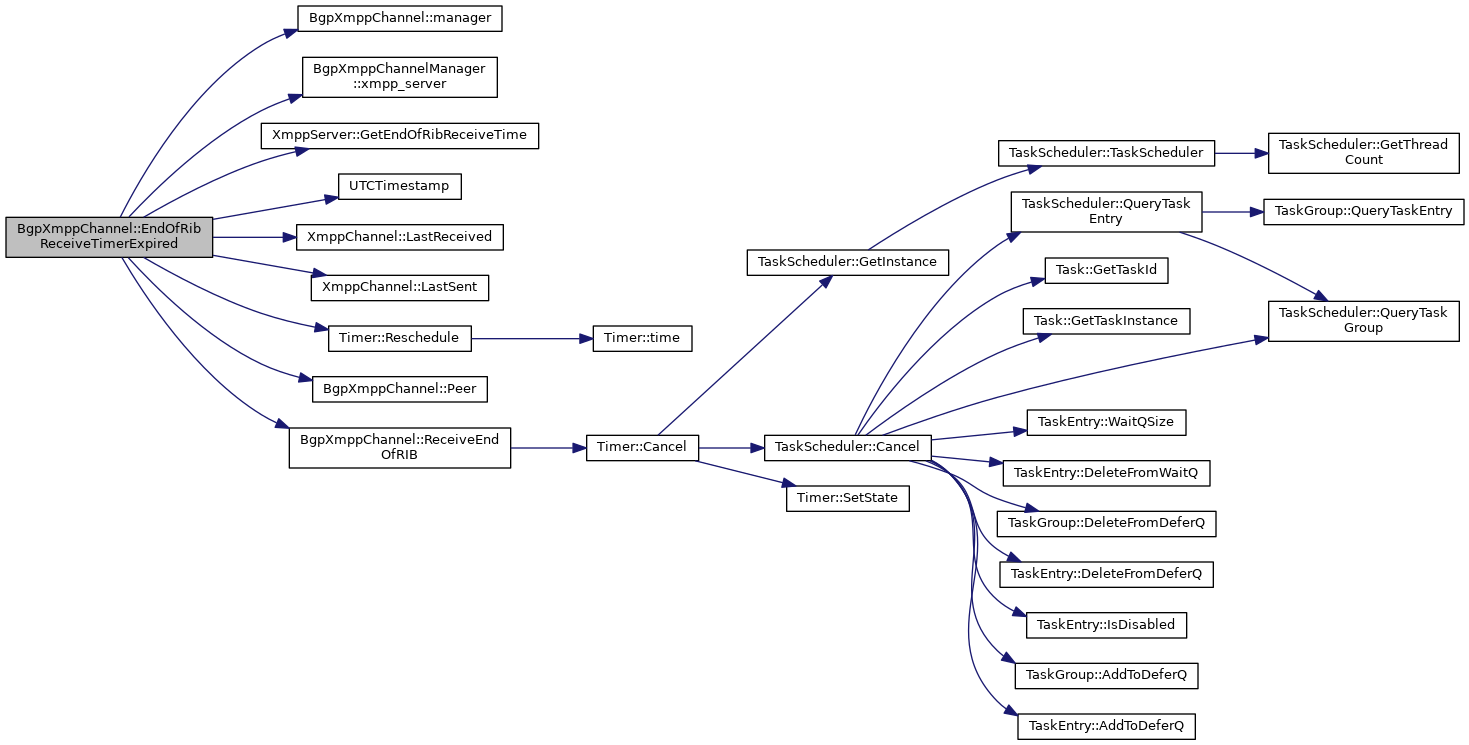 BgpXmppChannel::EndOfRib
ReceiveTimerExpired
BgpXmppChannel::manager
BgpXmppChannelManager
::xmpp_server
XmppServer::GetEndOfRibReceiveTime
UTCTimestamp
XmppChannel::LastReceived
XmppChannel::LastSent
Timer::Reschedule
Timer::time
BgpXmppChannel::Peer
BgpXmppChannel::ReceiveEnd
OfRIB
Timer::Cancel
TaskScheduler::GetInstance
TaskScheduler::TaskScheduler
TaskScheduler::GetThread
Count
TaskScheduler::Cancel
TaskScheduler::QueryTask
Entry
TaskGroup::QueryTaskEntry
TaskScheduler::QueryTask
Group
Task::GetTaskId
Task::GetTaskInstance
TaskEntry::WaitQSize
TaskEntry::DeleteFromWaitQ
TaskGroup::DeleteFromDeferQ
TaskEntry::DeleteFromDeferQ
TaskEntry::IsDisabled
TaskGroup::AddToDeferQ
TaskEntry::AddToDeferQ
Timer::SetState